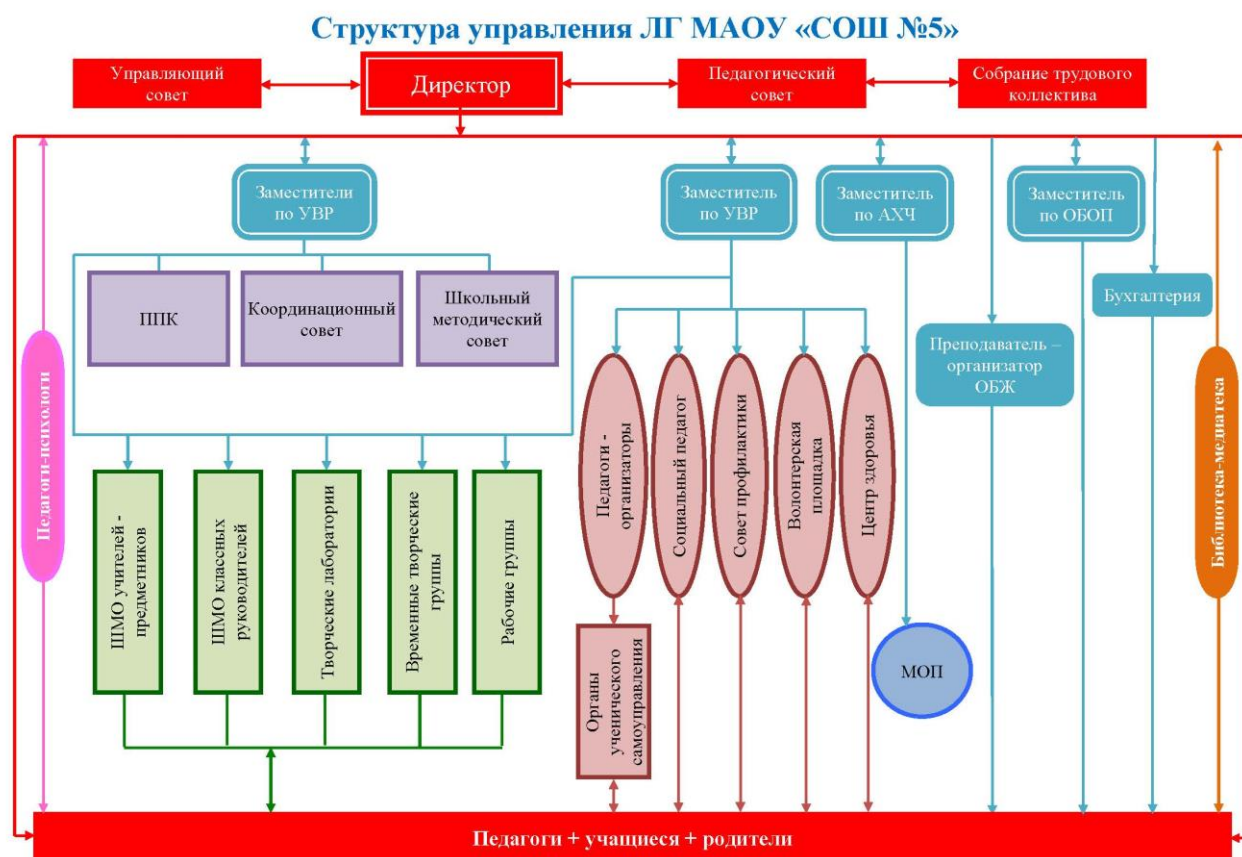 Структура управления ЛГ МАОУ «СОШ №5»
Управляющий
совет
Директор
Педагогический
совет
Собрание трудового
коллектива
Заместители
по УВР
Заместитель
по УВР
Заместитель
по АХЧ
Заместитель
по ОБОП
ППК
Координационный
совет
Школьный
методический
совет
Бухгалтерия
Преподаватель –
организатор
ОБЖ
Педагоги-психологи
Библиотека-медиатека
Педагоги -
организаторы
Социальный педагог
Совет профилактики
Волонтерская
площадка
Центр здоровья
ШМО учителей -
предметников
ШМО классных
руководителей
Творческие лаборатории
Временные творческие
группы
Рабочие группы
Органы
ученического
самоуправления
МОП
Педагоги + учащиеся + родители